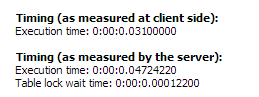 Timing (as measured at client side):
Execution time: 0:00:0.03100000
Timing (as measured by the server):
Execution time: 0:00:0.04724220
Table lock wait time: 0:00:0.00012200